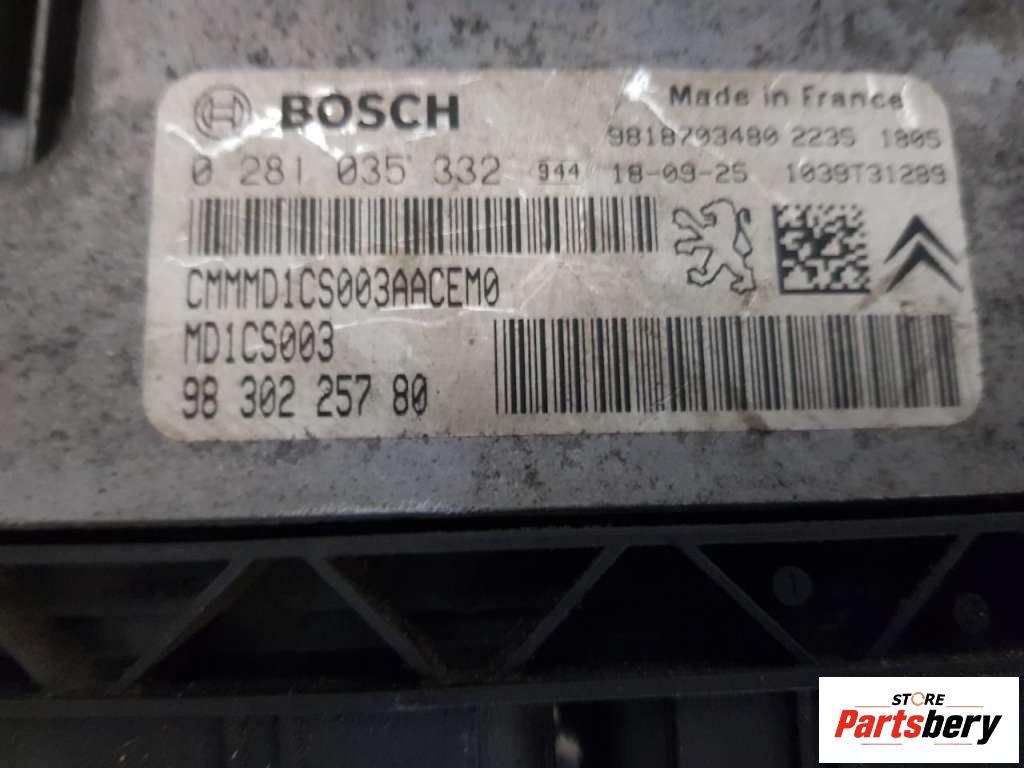 BOSCH
Made in France
9818703480 2235 1805
0 281 035 332 944 18-09-25 1039T31289
CMMMD1CS003AACEM0
MD1CS003
98 302 257 80
STORE
Partsbery